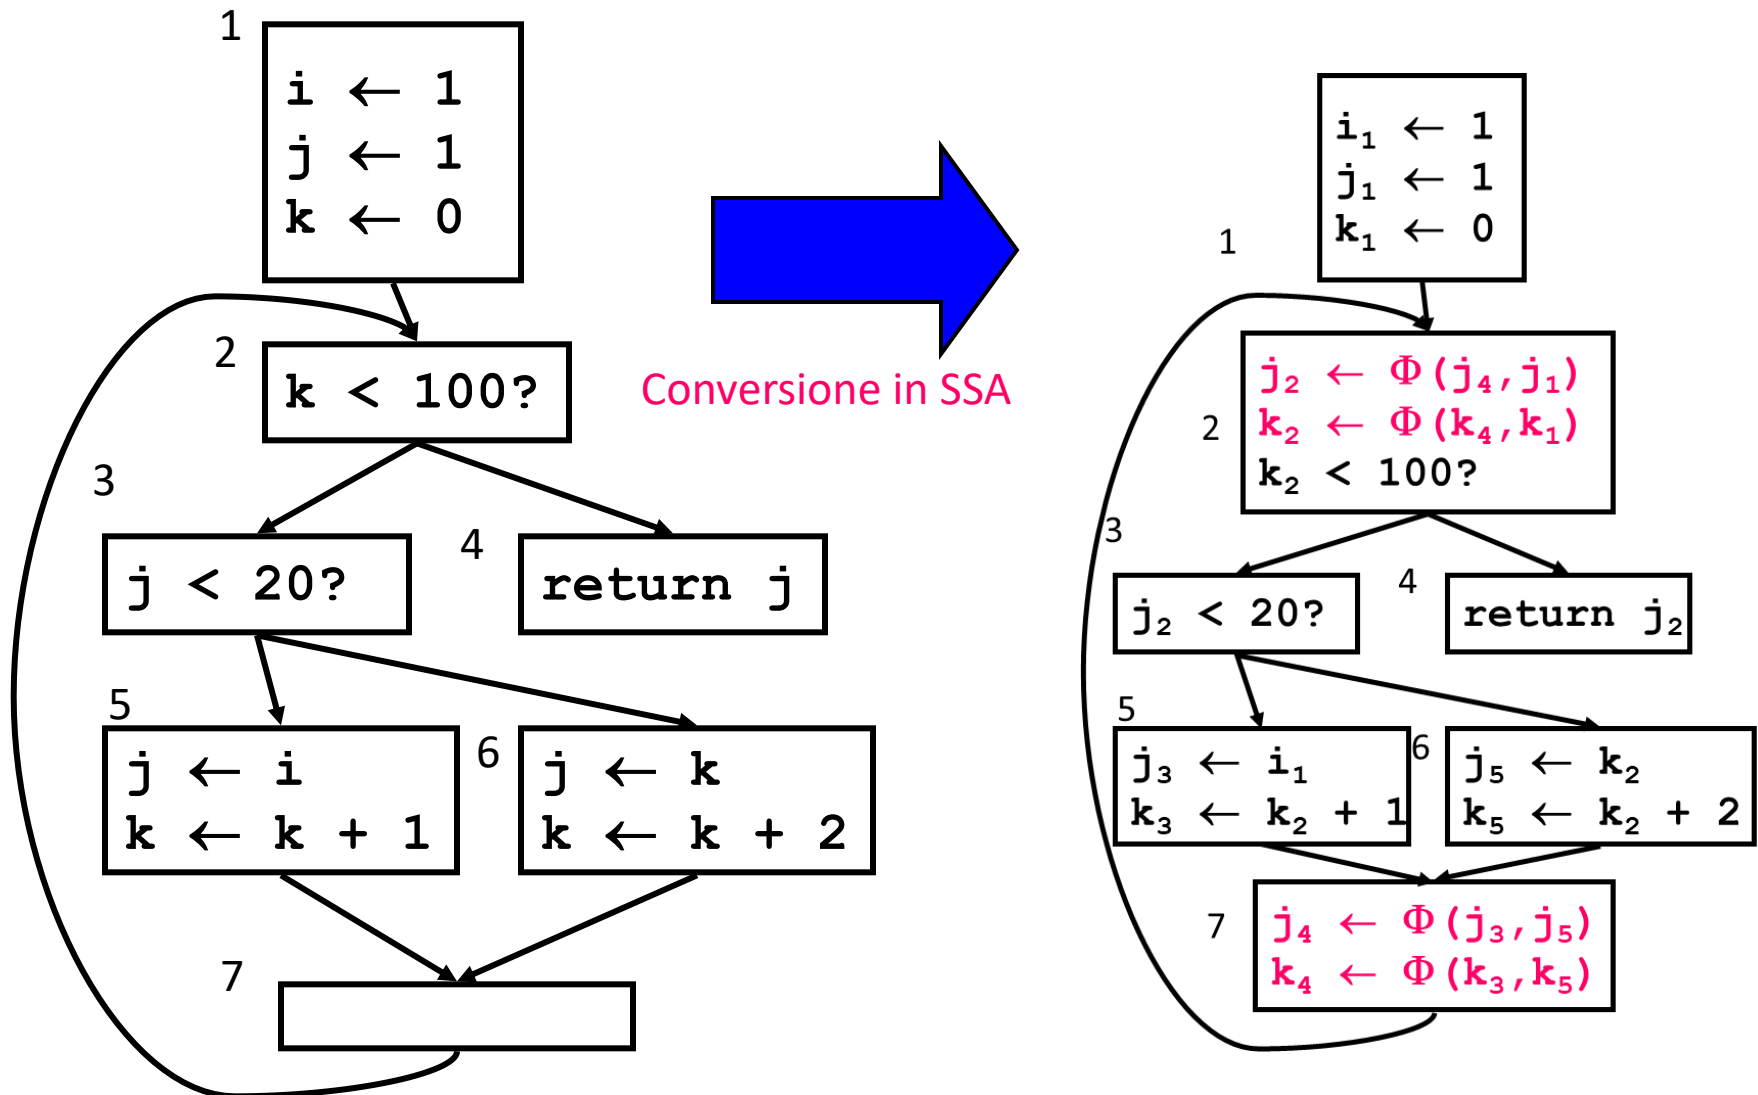 1
i ← 1
j ← 1
k ← 0
2
k < 100?
3
j < 20?
4
return j
5
j ← i
k ← k + 1
6
j ← k
k ← k + 2
7
Conversione in SSA
1
i₁ ← 1
j₁ ← 1
k₁ ← 0
2
j₂ ← Φ(j₄,j₁)
k₂ ← Φ(k₄,k₁)
k₂ < 100?
3
j₂ < 20?
4
return j₂
5
j₃ ← i₁
k₃ ← k₂ + 1
6
j₅ ← k₂
k₅ ← k₂ + 2
7
j₄ ← Φ(j₃,j₅)
k₄ ← Φ(k₃,k₅)